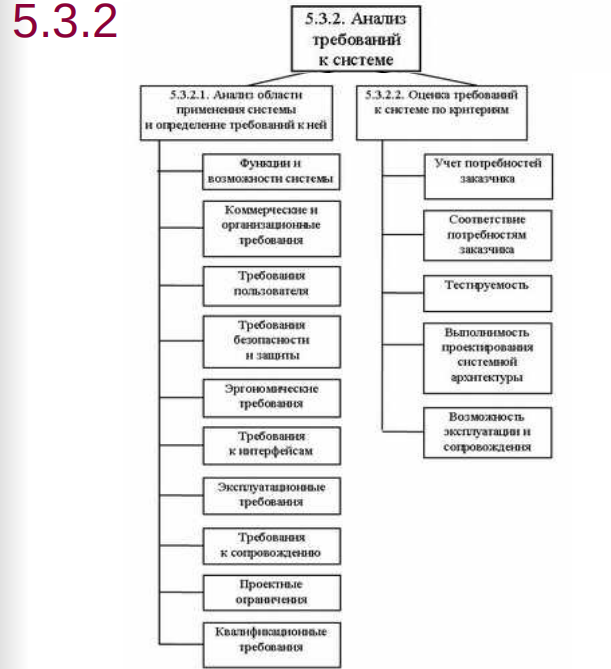 5.3.2
5.3.2. Анализ
требований
к системе
5.3.2.1. Анализ области
применения системы
и определение требований к ней
5.3.2.2. Оценка требований
к системе по критериям
Функции и
возможности системы
Коммерческие и
организационные
требования
Требования
пользователя
Требования
безопасности
и защиты
Эргономические
требования
Требования
к интерфейсам
Эксплуатационные
требования
Требования
к сопровождению
Проектные
ограничения
Квалификационные
требования
Учет потребностей
заказчика
Соответствие
потребностям
заказчика
Тестируемость
Выполнимость
проектирования
системной
архитектуры
Возможность
эксплуатации и
сопровождения